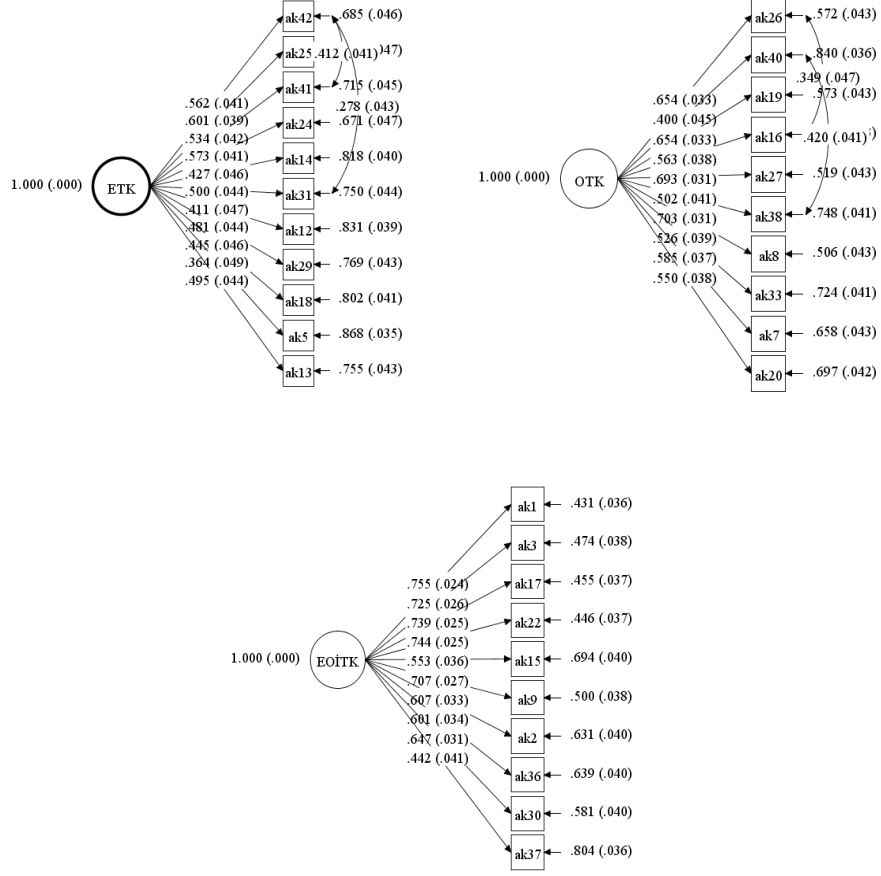 1.000 (.000)
ETK
.562 (.041)
.601 (.039)
.534 (.042)
.573 (.041)
.427 (.046)
.500 (.044)
.411 (.047)
.481 (.044)
.445 (.046)
.364 (.049)
.495 (.044)
ak42 .685 (.046)
ak25
.412 (.041)
ak41 .715 (.045)
.278 (.043)
ak24 .671 (.047)
ak14 .818 (.040)
ak31 .750 (.044)
ak12 .831 (.039)
ak29 .769 (.043)
ak18 .802 (.041)
ak5 .868 (.035)
ak13 .755 (.043)
1.000 (.000)
OTK
.654 (.033)
.400 (.045)
.654 (.033)
.563 (.038)
.693 (.031)
.502 (.041)
.703 (.031)
.526 (.039)
.585 (.037)
.550 (.038)
ak26 .572 (.043)
ak40 .840 (.036)
.349 (.047)
ak19 .573 (.043)
ak16
.420 (.041)
ak27 .519 (.043)
ak38 .748 (.041)
ak8 .506 (.043)
ak33 .724 (.041)
ak7 .658 (.043)
ak20 .697 (.042)
1.000 (.000)
EOİTK
.755 (.024)
.725 (.026)
.739 (.025)
.744 (.025)
.553 (.036)
.707 (.027)
.607 (.033)
.601 (.034)
.647 (.031)
.442 (.041)
ak1 .431 (.036)
ak3 .474 (.038)
ak17 .455 (.037)
ak22 .446 (.037)
ak15 .694 (.040)
ak9 .500 (.038)
ak2 .631 (.040)
ak36 .639 (.040)
ak30 .581 (.040)
ak37 .804 (.036)